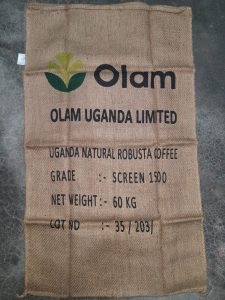 Olam
OLAM UGANDA LIMITED
UGANDA NATURAL ROBUSTA COFFEE
GRADE :- SCREEN 1500
NET WEIGHT :- 60 KG
LOT NO :- 35 / 203/